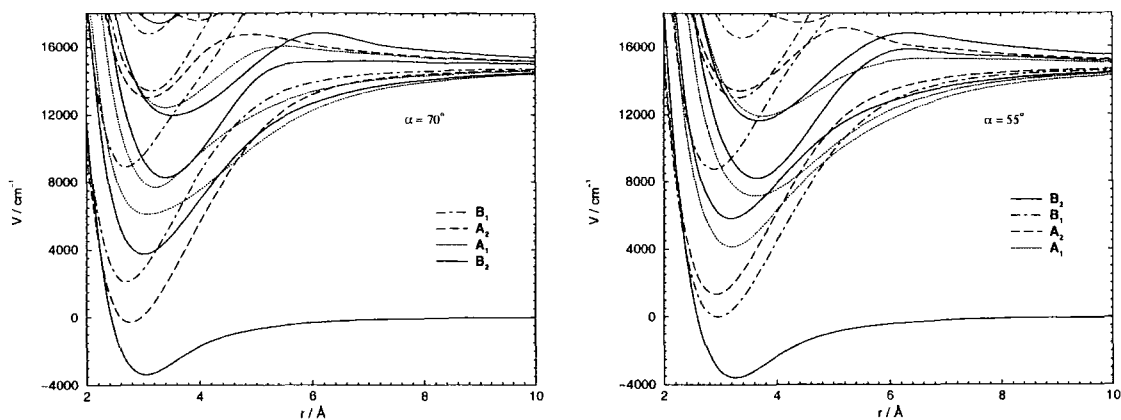 16000
12000
8000
4000
0
−4000
V / cm⁻¹
α = 70°
B₁
A₂
A₁
B₂
2 4 6 8 10
r / Å
16000
12000
8000
4000
0
−4000
V / cm⁻¹
α = 55°
B₂
B₁
A₂
A₁
2 4 6 8 10
r / Å